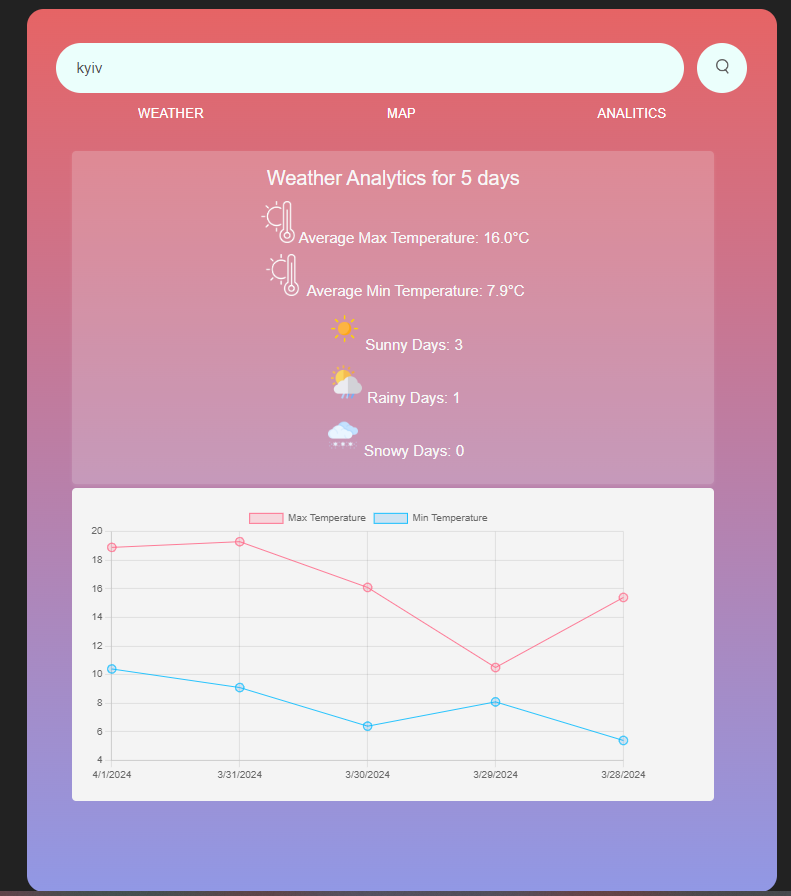 kyiv
WEATHER MAP ANALITICS
Weather Analytics for 5 days
Average Max Temperature: 16.0°C
Average Min Temperature: 7.9°C
Sunny Days: 3
Rainy Days: 1
Snowy Days: 0
Max Temperature Min Temperature
20
18
16
14
12
10
8
6
4
4/1/2024 3/31/2024 3/30/2024 3/29/2024 3/28/2024